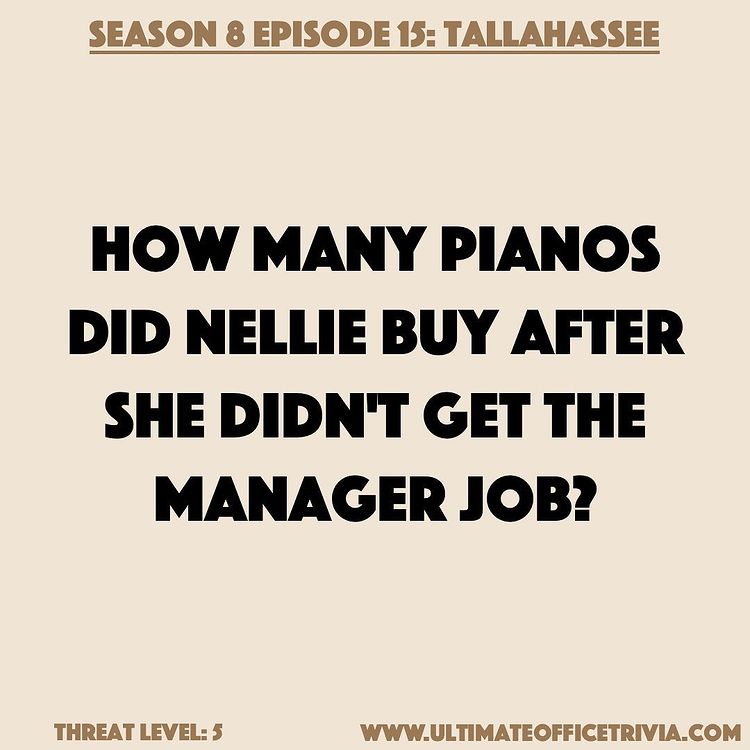 SEASON 8 EPISODE 15: TALLAHASSEE
HOW MANY PIANOS
DID NELLIE BUY AFTER
SHE DIDN'T GET THE
MANAGER JOB?
THREAT LEVEL: 5
WWW.ULTIMATEOFFICETRIVIA.COM